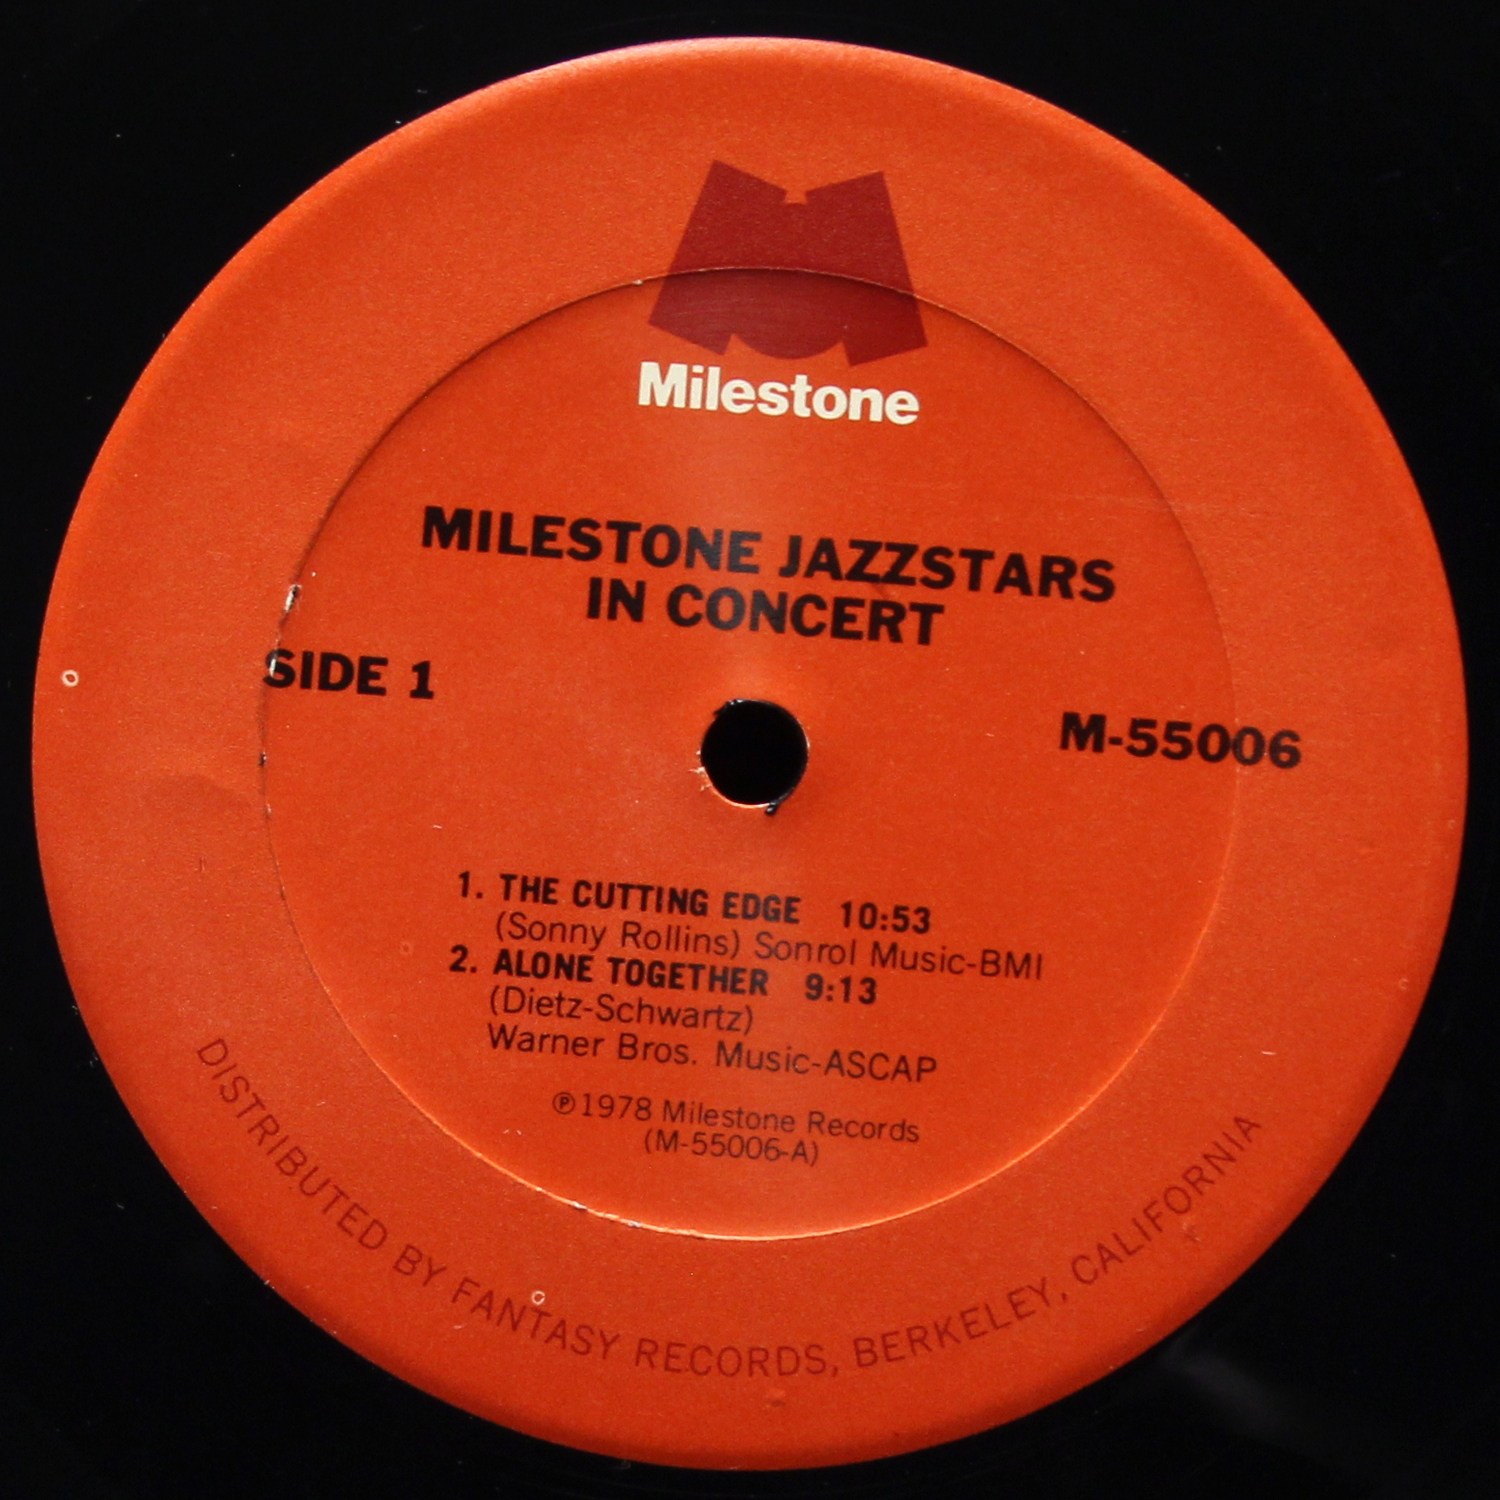 Milestone
MILESTONE JAZZSTARS
IN CONCERT
SIDE 1
M-55006
1. THE CUTTING EDGE 10:53
(Sonny Rollins) Sonrol Music-BMI
2. ALONE TOGETHER 9:13
(Dietz-Schwartz)
Warner Bros. Music-ASCAP
℗1978 Milestone Records
(M-55006-A)
DISTRIBUTED BY FANTASY RECORDS, BERKELEY, CALIFORNIA